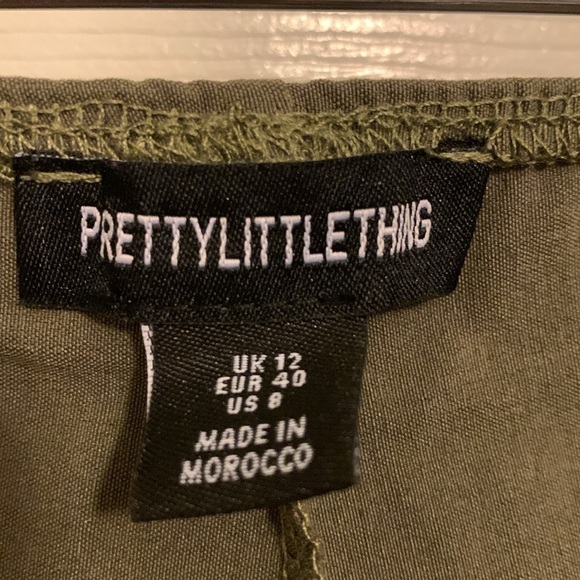 PRETTYLITTLETHING
UK 12
EUR 40
US 8
MADE IN
MOROCCO